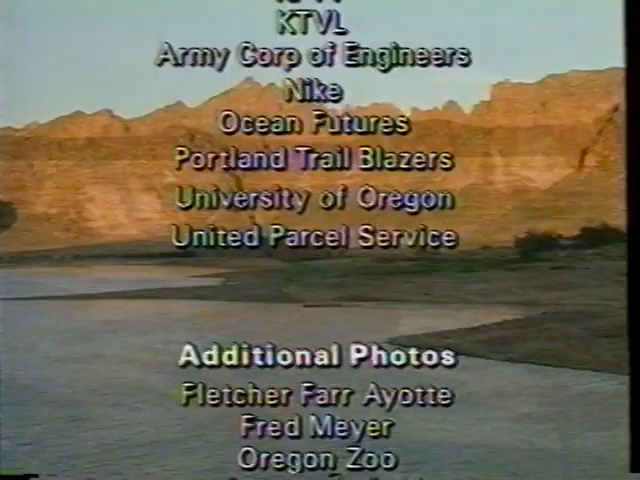 KTVL
Army Corp of Engineers
Nike
Ocean Futures
Portland Trail Blazers
University of Oregon
United Parcel Service
Additional Photos
Fletcher Farr Ayotte
Fred Meyer
Oregon Zoo